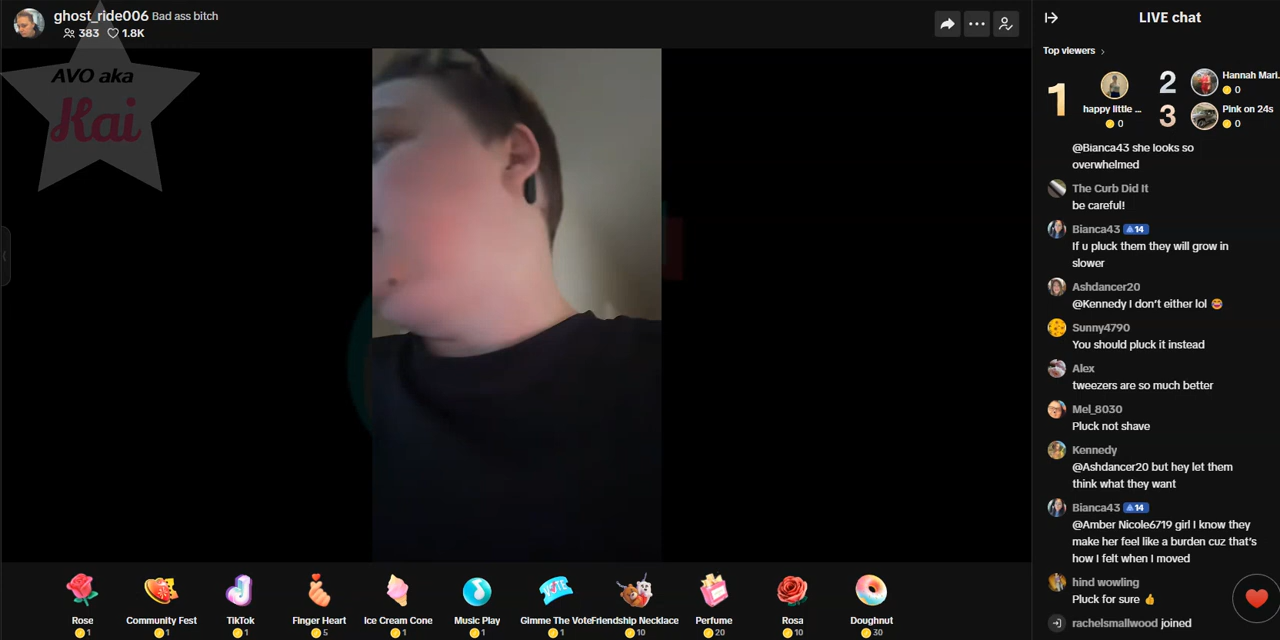 ghost_ride006 Bad ass bitch
383 1.8K
AVO aka
Kai
LIVE chat
Top viewers
1
happy little ...
0
2
Hannah Mari.
0
3
Pink on 24s
0
@Bianca43 she looks so
overwhelmed
The Curb Did It
be careful!
Bianca43 14
If u pluck them they will grow in
slower
Ashdancer20
@Kennedy I don't either lol 😆
Sunny4790
You should pluck it instead
Alex
tweezers are so much better
Mel_8030
Pluck not shave
Kennedy
@Ashdancer20 but hey let them
think what they want
Bianca43 14
@Amber Nicole6719 girl I know they
make her feel like a burden cuz that's
how I felt when I moved
hind wowling
Pluck for sure 👍
rachelsmallwood joined
Rose
1
Community Fest
1
TikTok
1
Finger Heart
5
Ice Cream Cone
1
Music Play
1
VOTE
Gimme The Vote
1
Friendship Necklace
10
Perfume
20
Rosa
10
Doughnut
30